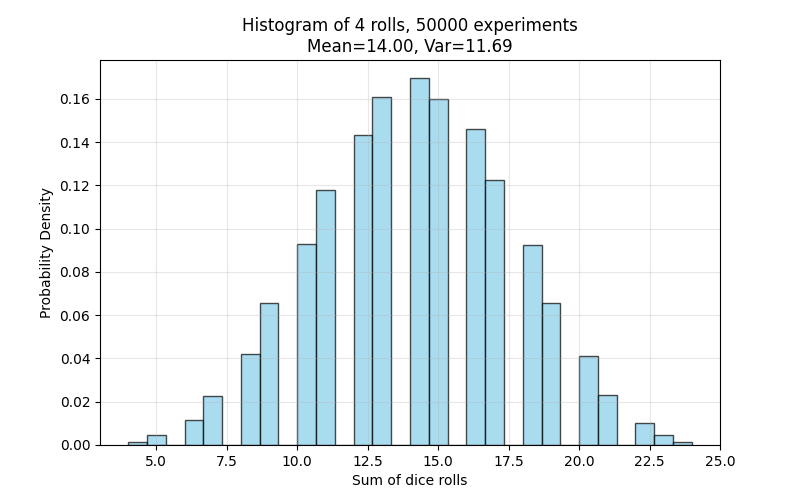 Histogram of 4 rolls, 50000 experiments
Mean=14.00, Var=11.69
Probability Density
0.16
0.14
0.12
0.10
0.08
0.06
0.04
0.02
0.00
5.0 7.5 10.0 12.5 15.0 17.5 20.0 22.5 25.0
Sum of dice rolls